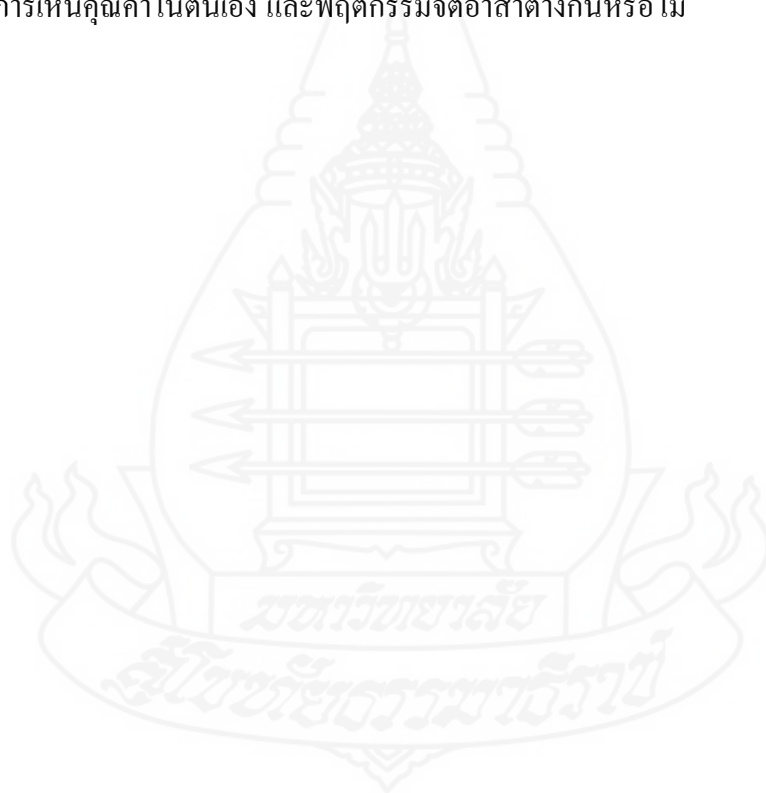 การเห็นคุณค่าในตนเอง และพฤติกรรมจิตอาสาต่างกันหรือไม่
มหาวิทยาลัย
สุโขทัยธรรมาธิราช